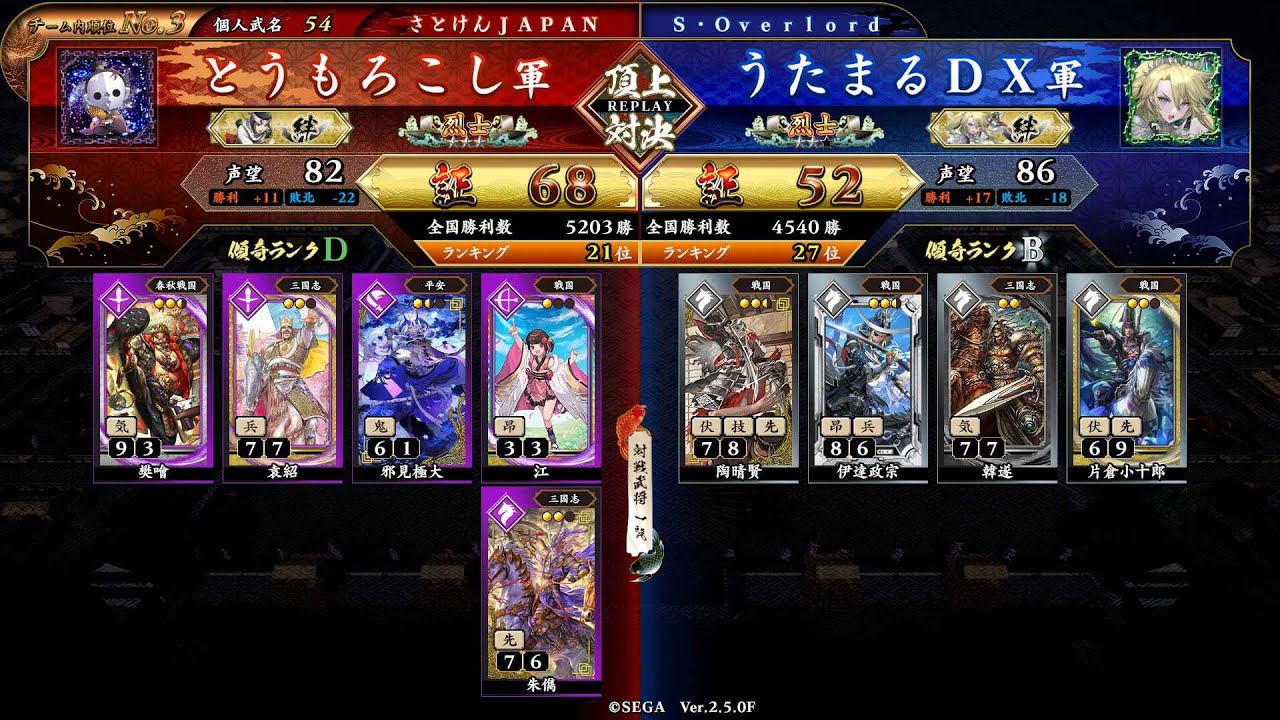 チーム内順位 No.3
個人武名 54
さとけんJAPAN
S・Overlord
とうもろこし軍
頂上
REPLAY
対決
うたまるDX軍
絆
烈士
烈士
絆
声望 82
勝利 +11 敗北 -22
証 68
証 52
声望 86
勝利 +17 敗北 -18
全国勝利数 5203勝
全国勝利数 4540勝
傾奇ランクD
ランキング 21位
ランキング 27位
傾奇ランクB
春秋戦国
気
9 3
樊噲
三国志
兵
7 7
袁紹
平安
鬼
6 1
邪見極大
戦国
昂
3 3
江
三国志
先
7 6
朱儁
対戦武将一覧
戦国
伏 技 先
7 8
陶晴賢
戦国
昂 兵
8 6
伊達政宗
三国志
気
7 7
韓遂
戦国
伏 先
6 9
片倉小十郎
©SEGA Ver.2.5.0F